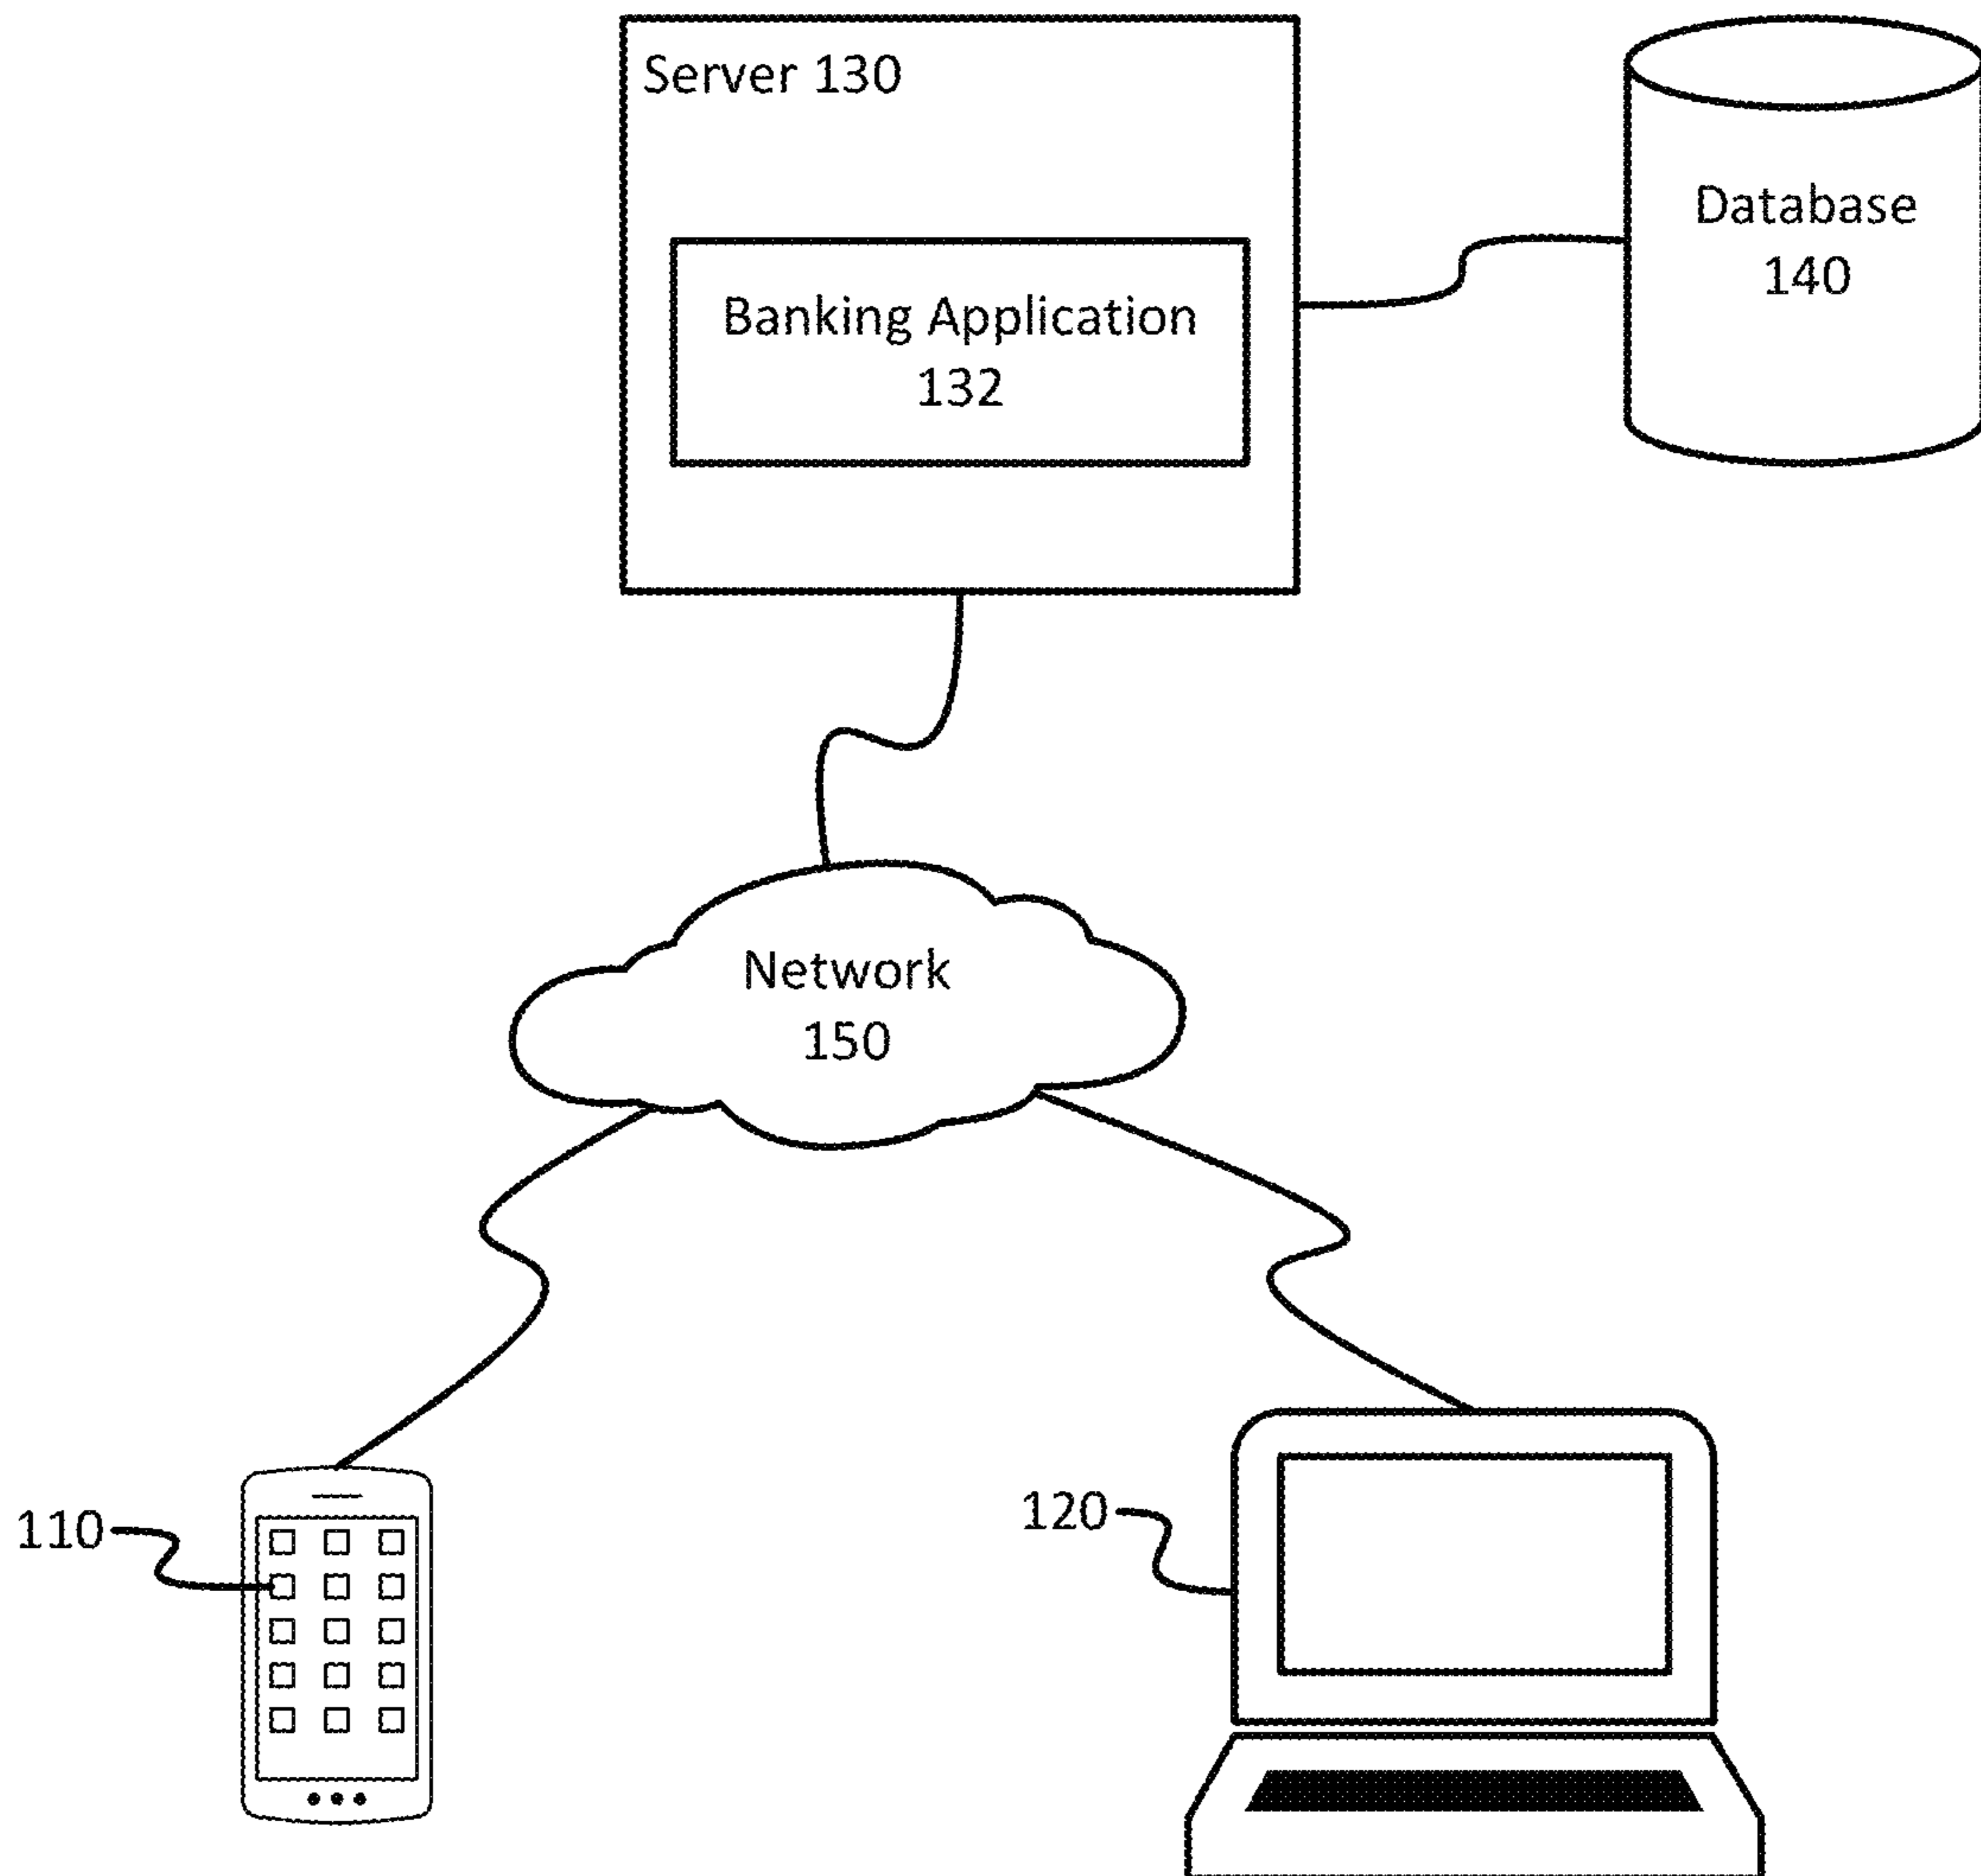 Server 130
Database
140
Banking Application
132
Network
150
110
120